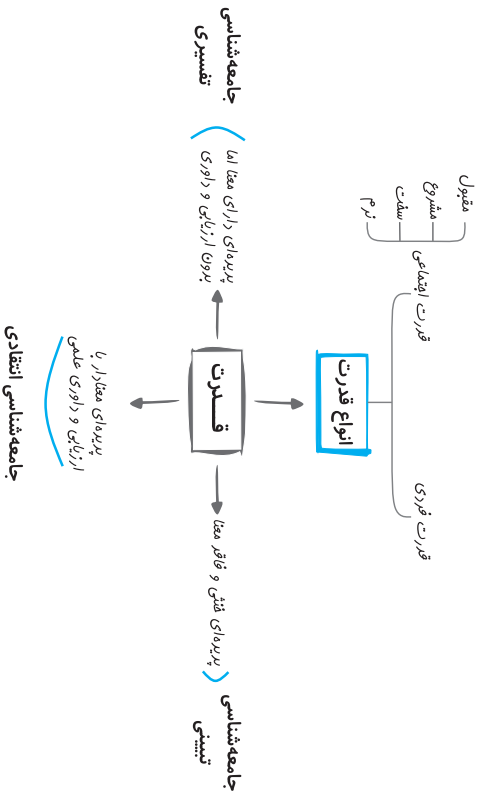 قدرت
انواع قدرت
قدرت فردی
قدرت اجتماعی
مقبول
مشروع
سخت
نرم
پدیده‌ای خنثی و فاقد معنا
جامعه‌شناسی
تبیینی
پدیده‌ای دارای معنا اما
بدون ارزیابی و داوری
جامعه‌شناسی
تفسیری
پدیده‌ای معنادار با
ارزیابی و داوری علمی
جامعه‌شناسی انتقادی